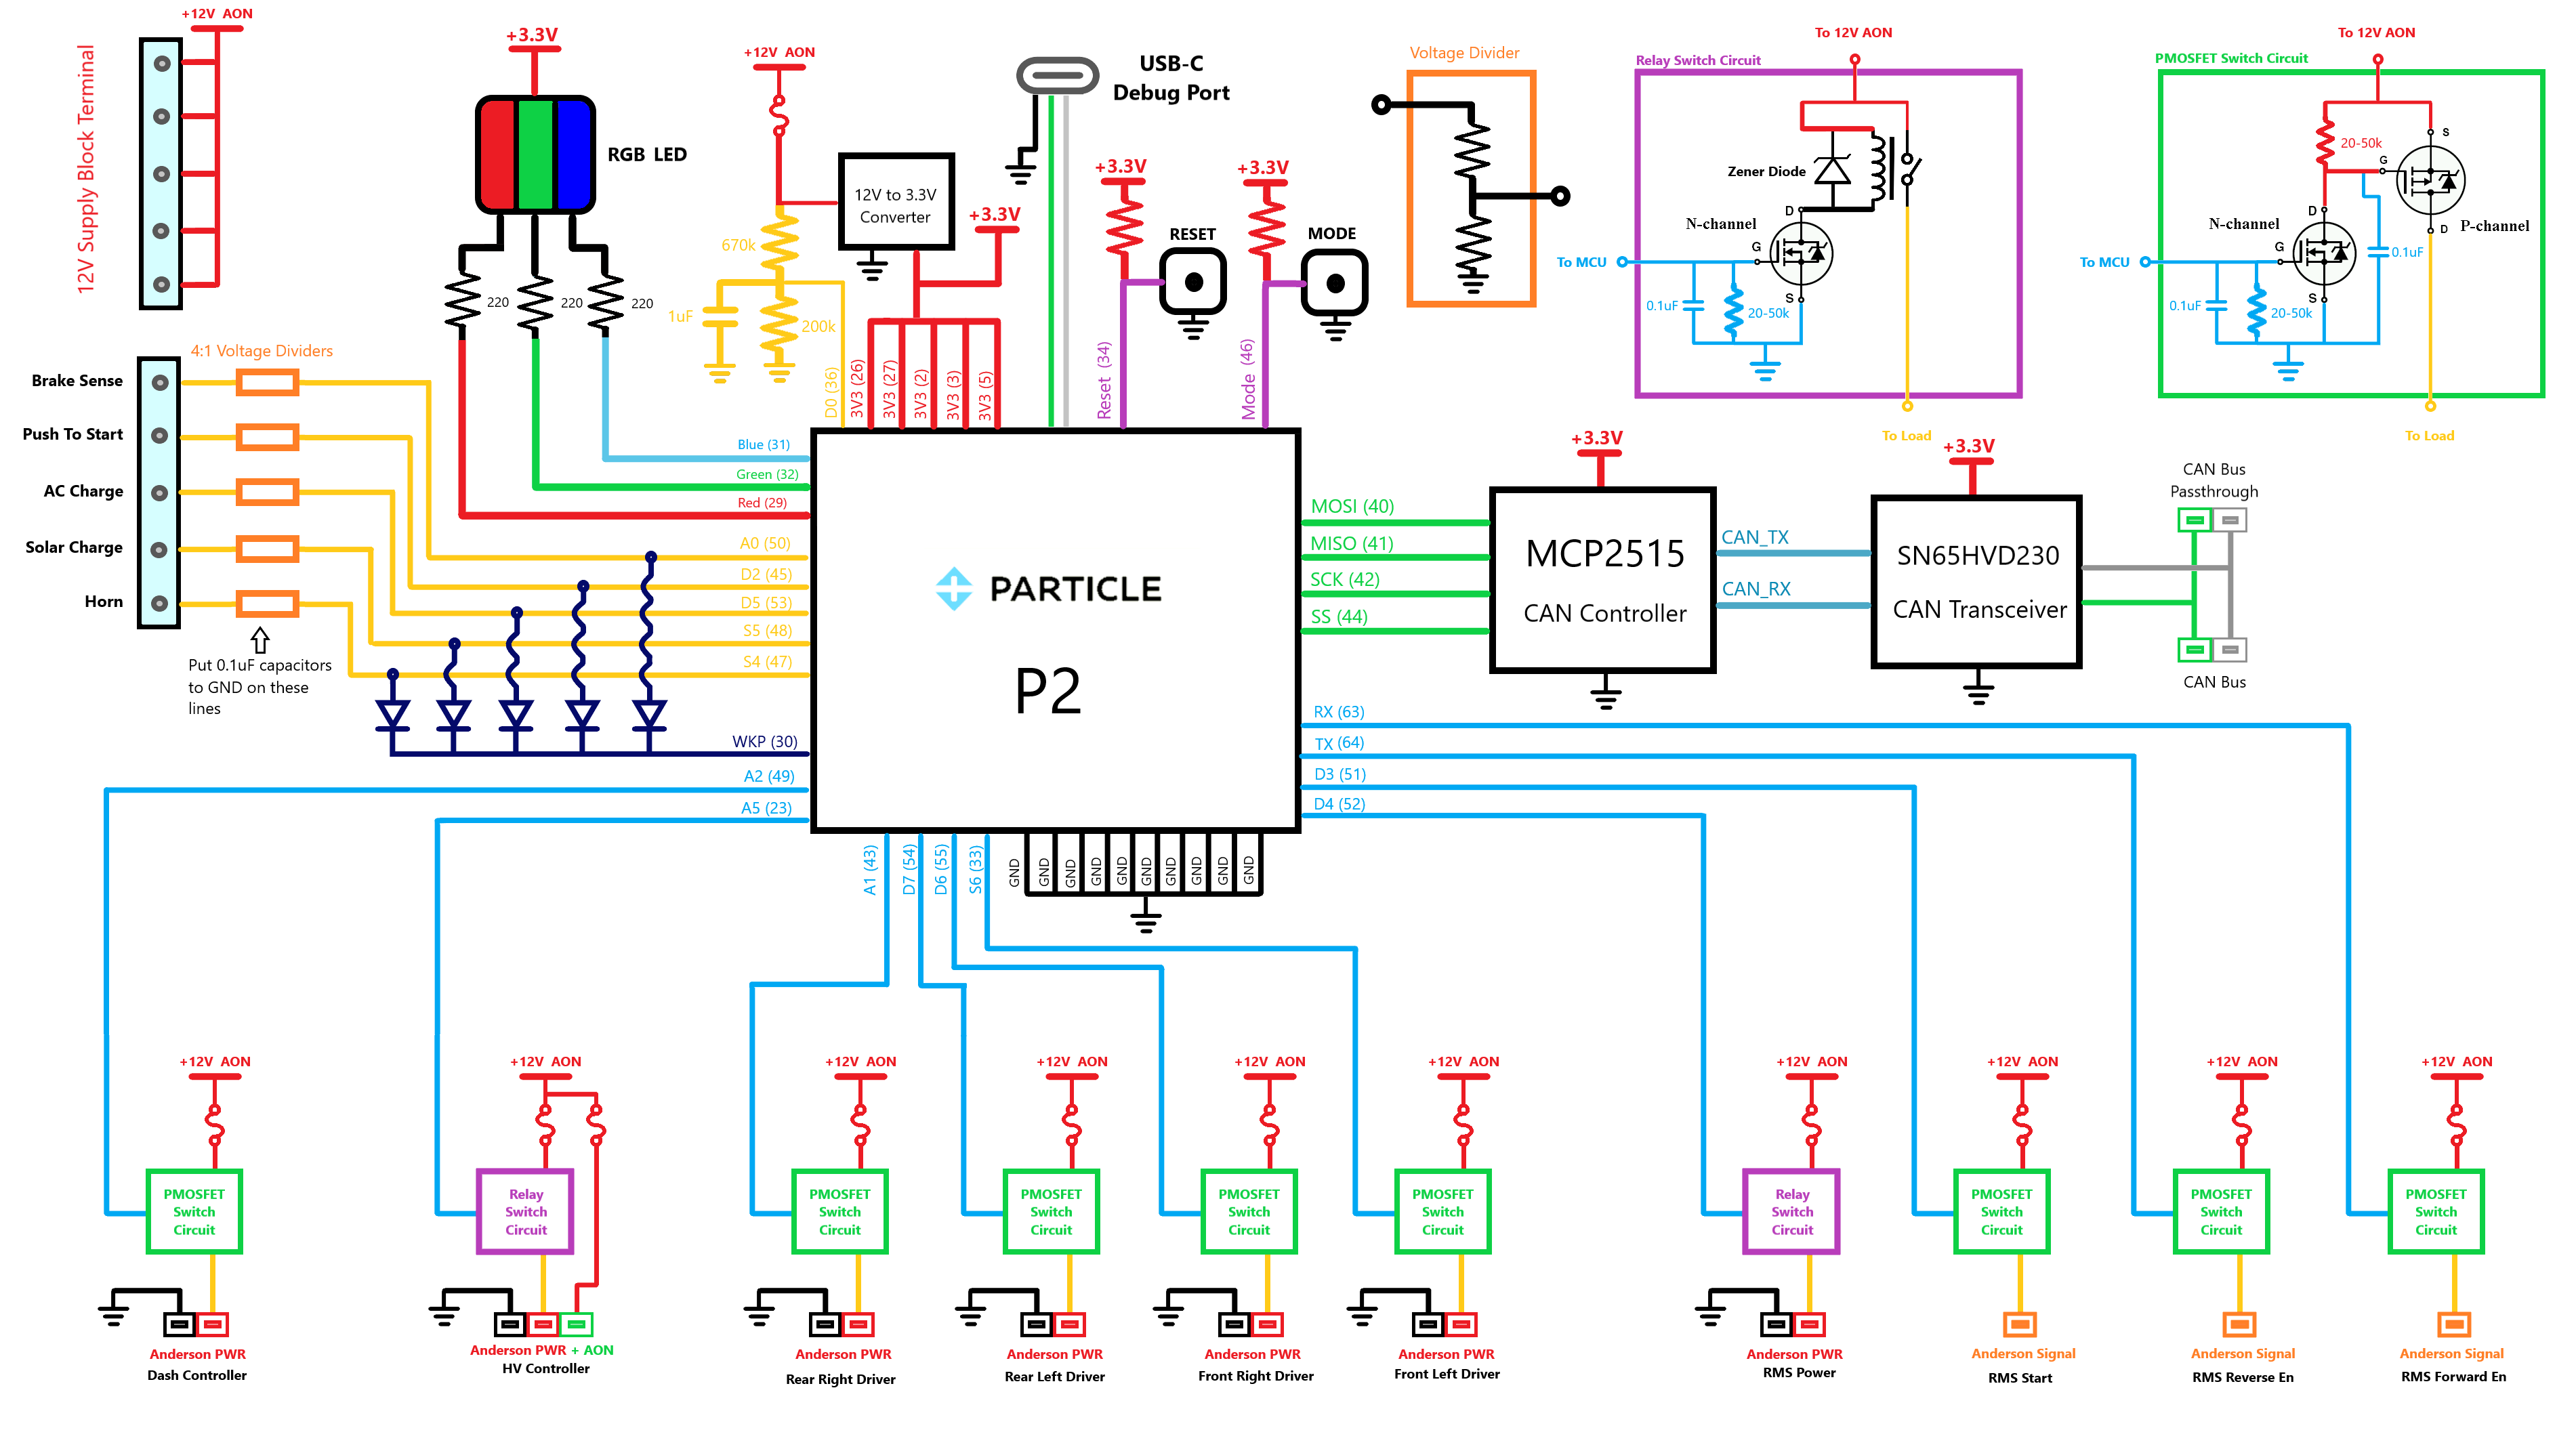 +12V AON
12V Supply Block Terminal
+3.3V
RGB LED
220
220
220
+12V AON
12V to 3.3V
Converter
+3.3V
670k
1uF
200k
USB-C
Debug Port
+3.3V
RESET
+3.3V
MODE
Voltage Divider
To 12V AON
Relay Switch Circuit
Zener Diode
N-channel
D
G
S
To MCU
0.1uF
20-50k
To Load
To 12V AON
PMOSFET Switch Circuit
20-50k
S
G
D
P-channel
N-channel
D
G
S
To MCU
0.1uF
0.1uF
20-50k
To Load
4:1 Voltage Dividers
Brake Sense
Push To Start
AC Charge
Solar Charge
Horn
Put 0.1uF capacitors
to GND on these
lines
D0 (36)
3V3 (26)
3V3 (27)
3V3 (2)
3V3 (3)
3V3 (5)
Reset (34)
Mode (46)
Blue (31)
Green (32)
Red (29)
A0 (50)
D2 (45)
D5 (53)
S5 (48)
S4 (47)
WKP (30)
A2 (49)
A5 (23)
PARTICLE
P2
MOSI (40)
MISO (41)
SCK (42)
SS (44)
RX (63)
TX (64)
D3 (51)
D4 (52)
+3.3V
MCP2515
CAN Controller
CAN_TX
CAN_RX
+3.3V
SN65HVD230
CAN Transceiver
CAN Bus
Passthrough
CAN Bus
A1 (43)
D7 (54)
D6 (55)
S6 (33)
GND
GND
GND
GND
GND
GND
GND
GND
GND
GND
+12V AON
PMOSFET
Switch
Circuit
Anderson PWR
Dash Controller
+12V AON
Relay
Switch
Circuit
Anderson PWR + AON
HV Controller
+12V AON
PMOSFET
Switch
Circuit
Anderson PWR
Rear Right Driver
+12V AON
PMOSFET
Switch
Circuit
Anderson PWR
Rear Left Driver
+12V AON
PMOSFET
Switch
Circuit
Anderson PWR
Front Right Driver
+12V AON
PMOSFET
Switch
Circuit
Anderson PWR
Front Left Driver
+12V AON
Relay
Switch
Circuit
Anderson PWR
RMS Power
+12V AON
PMOSFET
Switch
Circuit
Anderson Signal
RMS Start
+12V AON
PMOSFET
Switch
Circuit
Anderson Signal
RMS Reverse En
+12V AON
PMOSFET
Switch
Circuit
Anderson Signal
RMS Forward En